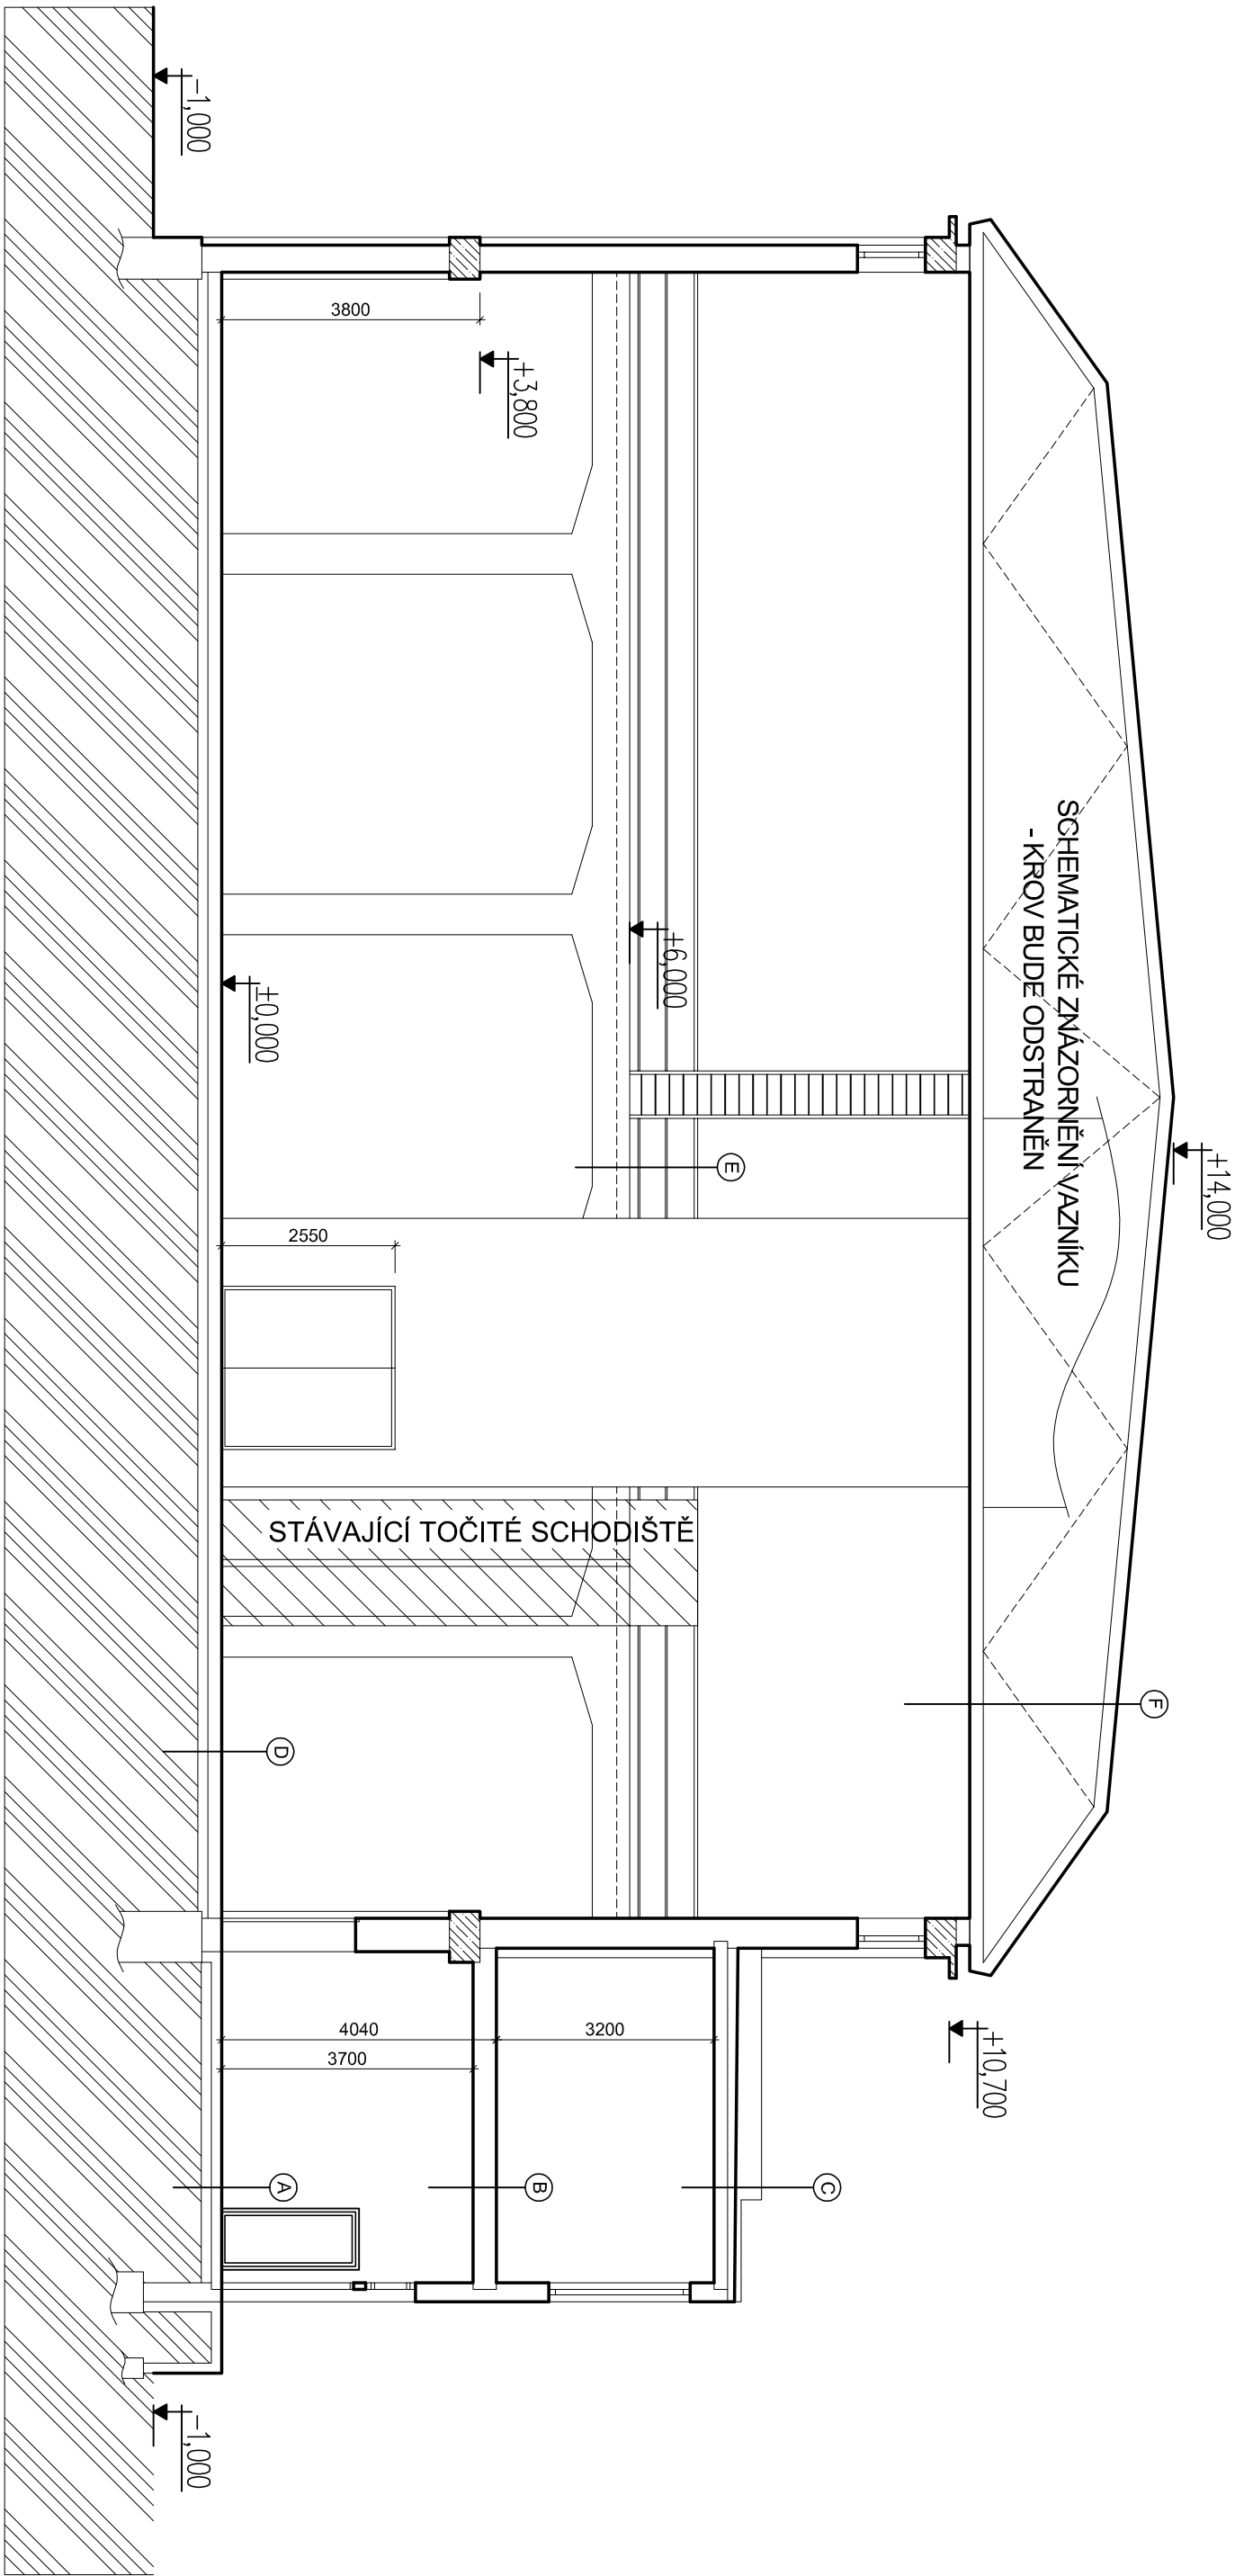 +14,000
SCHEMATICKÉ ZNÁZORNĚNÍ VAZNÍKU
- KROV BUDE ODSTRANĚN
F
+10,700
C
E
+6,000
+3,800
B
3800
2550
STÁVAJÍCÍ TOČITÉ SCHODIŠTĚ
4040
3200
3700
±0,000
D
A
-1,000
-1,000